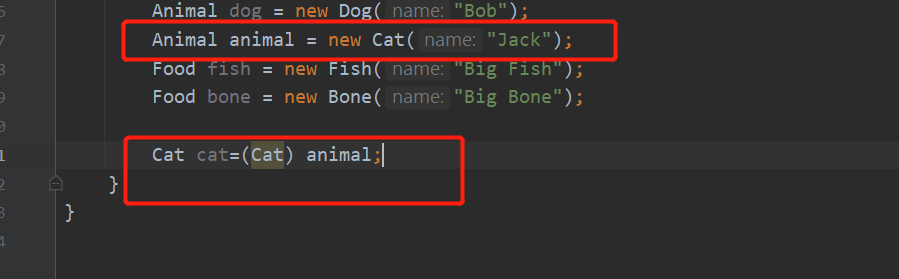 6 Animal dog = new Dog( name: "Bob");
7 Animal animal = new Cat( name: "Jack");
8 Food fish = new Fish( name: "Big Fish");
9 Food bone = new Bone( name: "Big Bone");
0
1 Cat cat=(Cat) animal;
2 }
3 }
4